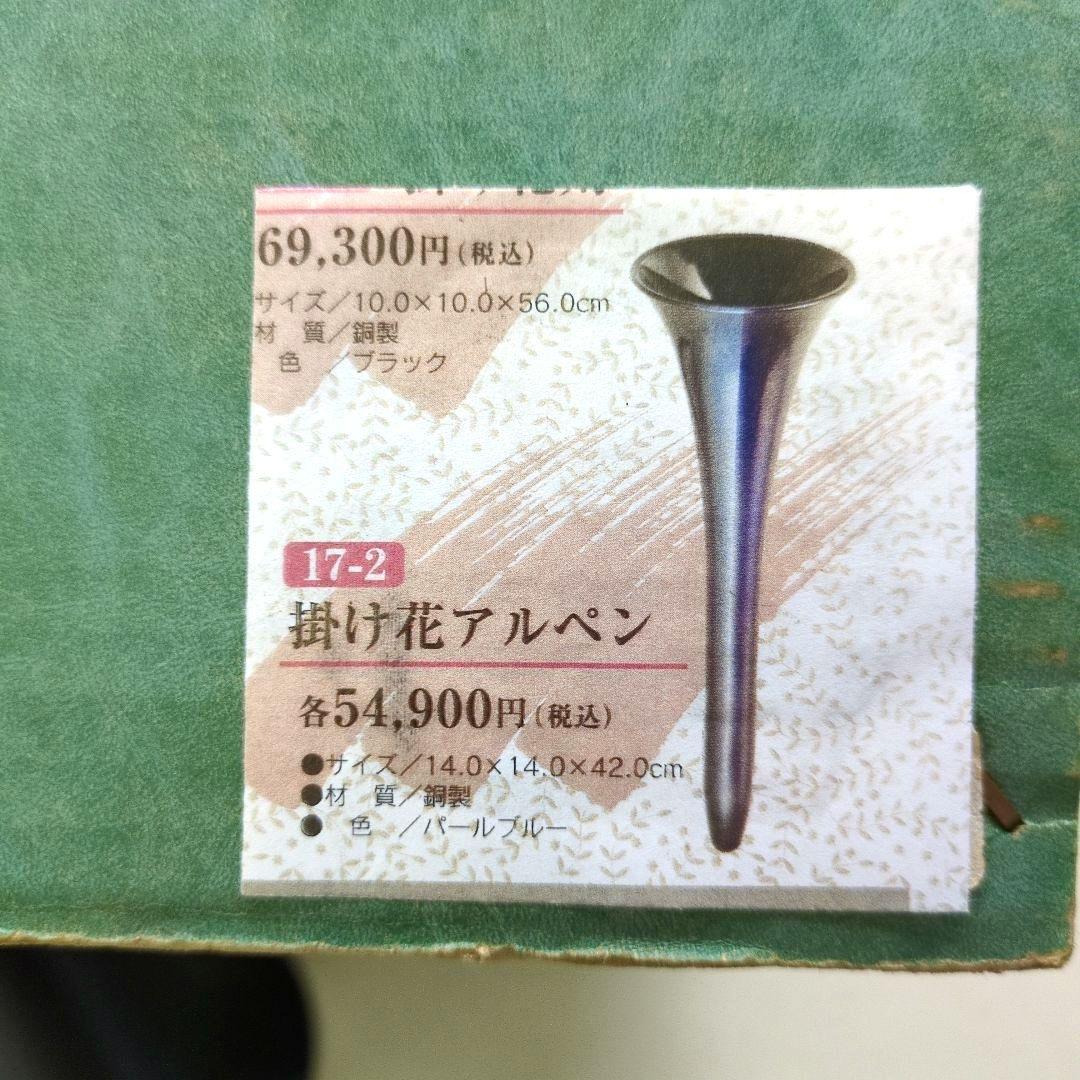 69,300円(税込)
サイズ/10.0×10.0×56.0cm
材 質/銅製
色 /ブラック
17-2
掛け花アルペン
各54,900円(税込)
●サイズ/14.0×14.0×42.0cm
●材 質/銅製
● 色 /パールブルー